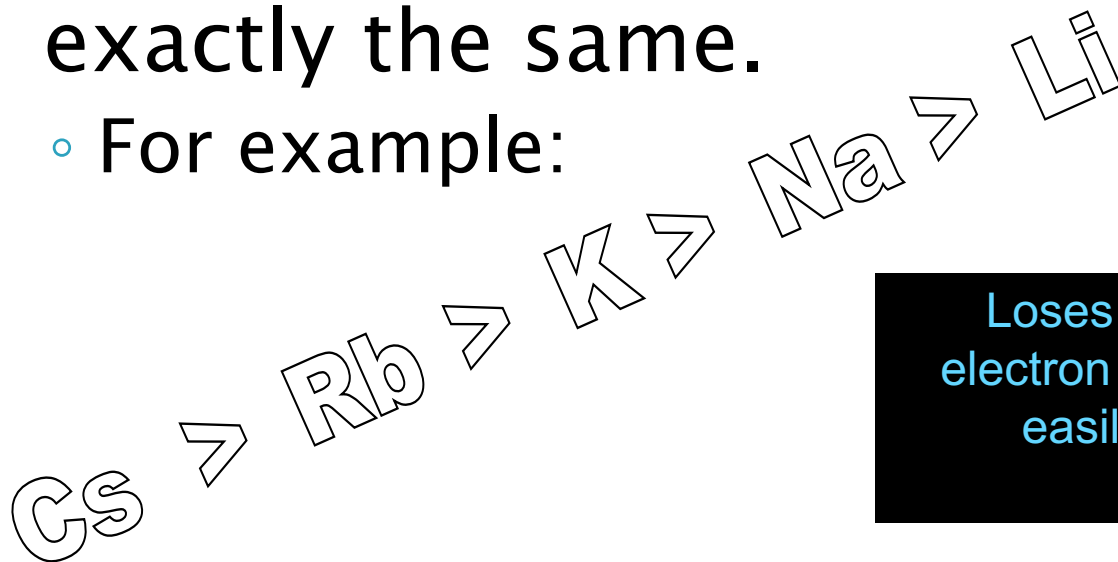 exactly the same.
◦ For example:
Cs > Rb > K > Na > Li
Loses
electron